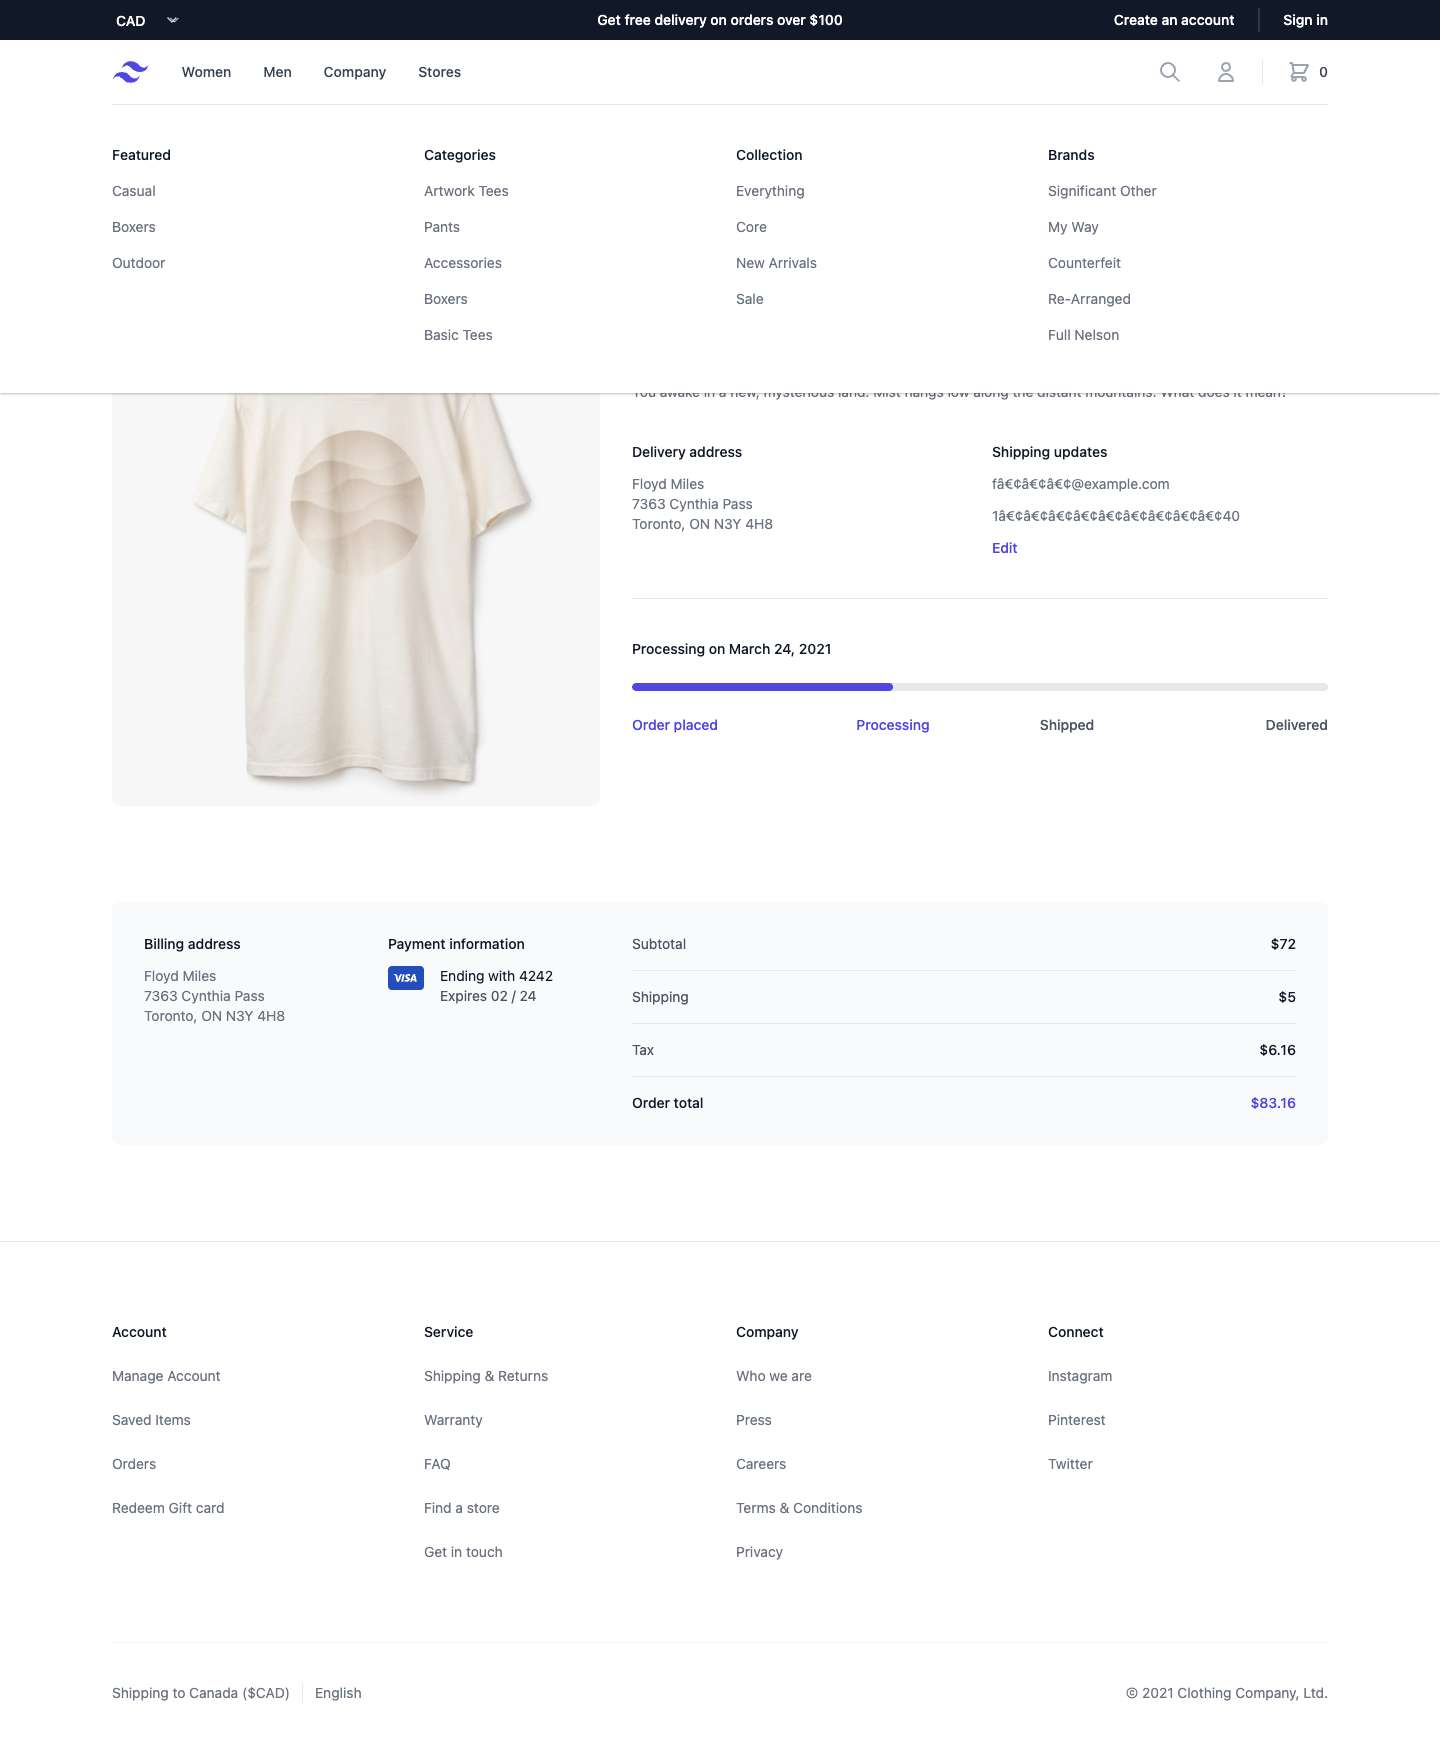 CAD
Get free delivery on orders over $100
Create an account
Sign in
Women
Men
Company
Stores
0
Featured
Casual
Boxers
Outdoor
Categories
Artwork Tees
Pants
Accessories
Boxers
Basic Tees
Collection
Everything
Core
New Arrivals
Sale
Brands
Significant Other
My Way
Counterfeit
Re-Arranged
Full Nelson
You awake in a new, mysterious land. Mist hangs low along the distant mountains. What does it mean?
Delivery address
Floyd Miles
7363 Cynthia Pass
Toronto, ON N3Y 4H8
Shipping updates
fâ€¢â€¢â€¢@example.com
1â€¢â€¢â€¢â€¢â€¢â€¢â€¢â€¢â€¢40
Edit
Processing on March 24, 2021
Order placed
Processing
Shipped
Delivered
Billing address
Floyd Miles
7363 Cynthia Pass
Toronto, ON N3Y 4H8
Payment information
VISA
Ending with 4242
Expires 02 / 24
Subtotal
$72
Shipping
$5
Tax
$6.16
Order total
$83.16
Account
Manage Account
Saved Items
Orders
Redeem Gift card
Service
Shipping & Returns
Warranty
FAQ
Find a store
Get in touch
Company
Who we are
Press
Careers
Terms & Conditions
Privacy
Connect
Instagram
Pinterest
Twitter
Shipping to Canada ($CAD)
English
© 2021 Clothing Company, Ltd.